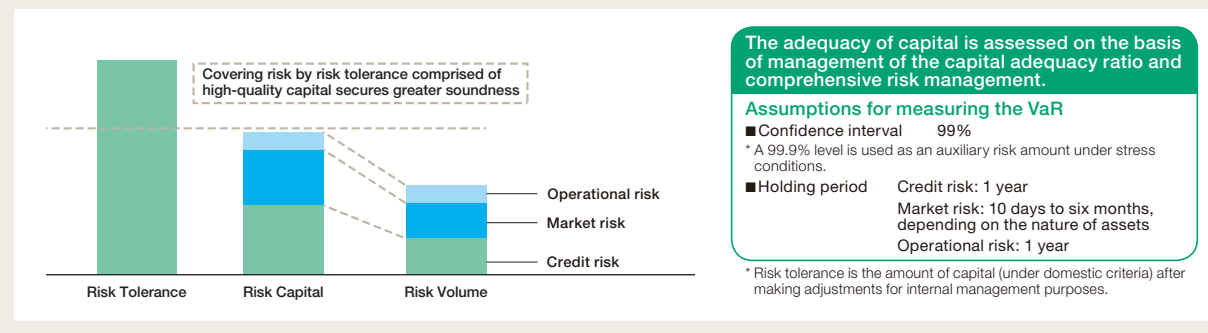 Covering risk by risk tolerance comprised of
high-quality capital secures greater soundness
Operational risk
Market risk
Credit risk
Risk Tolerance
Risk Capital
Risk Volume
The adequacy of capital is assessed on the basis
of management of the capital adequacy ratio and
comprehensive risk management.
Assumptions for measuring the VaR
■Confidence interval 99%
* A 99.9% level is used as an auxiliary risk amount under stress
conditions.
■Holding period Credit risk: 1 year
Market risk: 10 days to six months,
depending on the nature of assets
Operational risk: 1 year
* Risk tolerance is the amount of capital (under domestic criteria) after
making adjustments for internal management purposes.